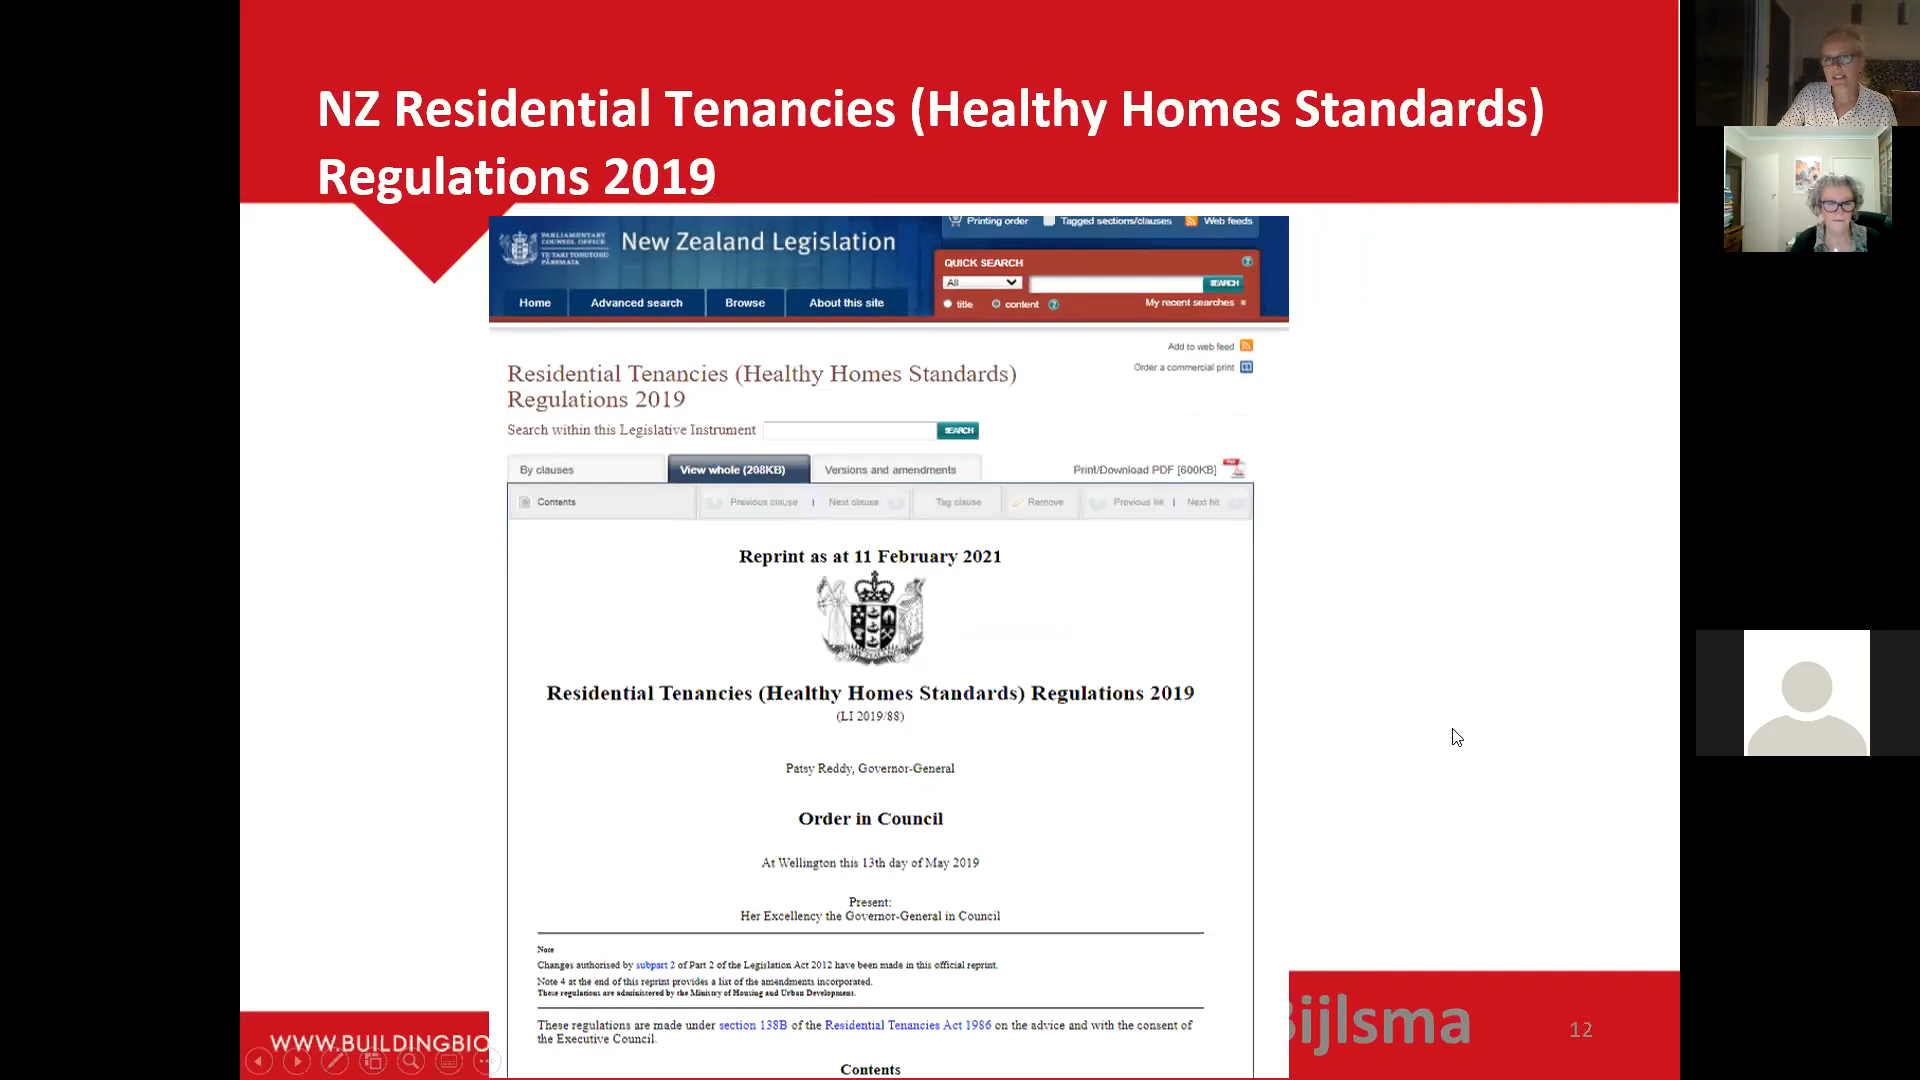 NZ Residential Tenancies (Healthy Homes Standards)
Regulations 2019
Printing order
Tagged sections/clauses
Web feeds
PARLIAMENTARY
COUNSEL OFFICE
TE TARI TOHUTOHU
PĀREMATA
New Zealand Legislation
QUICK SEARCH
All
SEARCH
title
content
My recent searches
Home
Advanced search
Browse
About this site
Add to web feed
Order a commercial print
Residential Tenancies (Healthy Homes Standards)
Regulations 2019
Search within this Legislative Instrument
SEARCH
By clauses
View whole (208KB)
Versions and amendments
Print/Download PDF [600KB]
Contents
Previous clause
Next clause
Tag clause
Remove
Previous hit
Next hit
Reprint as at 11 February 2021
Residential Tenancies (Healthy Homes Standards) Regulations 2019
(LI 2019/88)
Patsy Reddy, Governor-General
Order in Council
At Wellington this 13th day of May 2019
Present:
Her Excellency the Governor-General in Council
Note
Changes authorised by subpart 2 of Part 2 of the Legislation Act 2012 have been made in this official reprint.
Note 4 at the end of this reprint provides a list of the amendments incorporated.
These regulations are administered by the Ministry of Housing and Urban Development.
These regulations are made under section 138B of the Residential Tenancies Act 1986 on the advice and with the consent of
the Executive Council.
Contents
WWW.BUILDINGBIO
Bijlsma
12